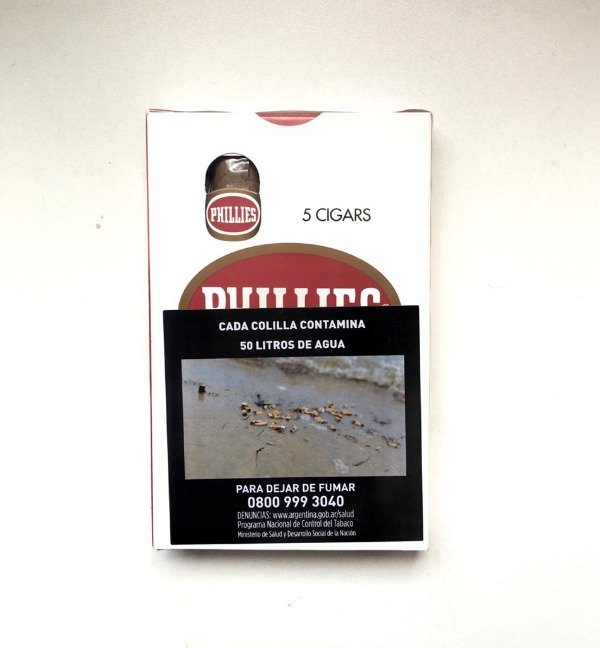 PHILLIES
5 CIGARS
PHILLIES
CADA COLILLA CONTAMINA
50 LITROS DE AGUA
PARA DEJAR DE FUMAR
0800 999 3040
DENUNCIAS: www.argentina.gob.ar/salud
Programa Nacional de Control del Tabaco
Ministerio de Salud y Desarrollo Social de la Nación